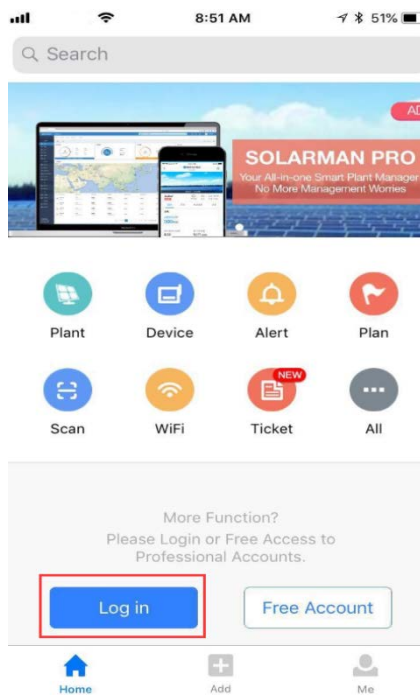 8:51 AM
51%
Search
AD
SOLARMAN PRO
Your All-in-one Smart Plant Manager
No More Management Worries
Plant
Device
Alert
Plan
NEW
Scan
WiFi
Ticket
All
More Function?
Please Login or Free Access to
Professional Accounts.
Log in
Free Account
Home
Add
Me